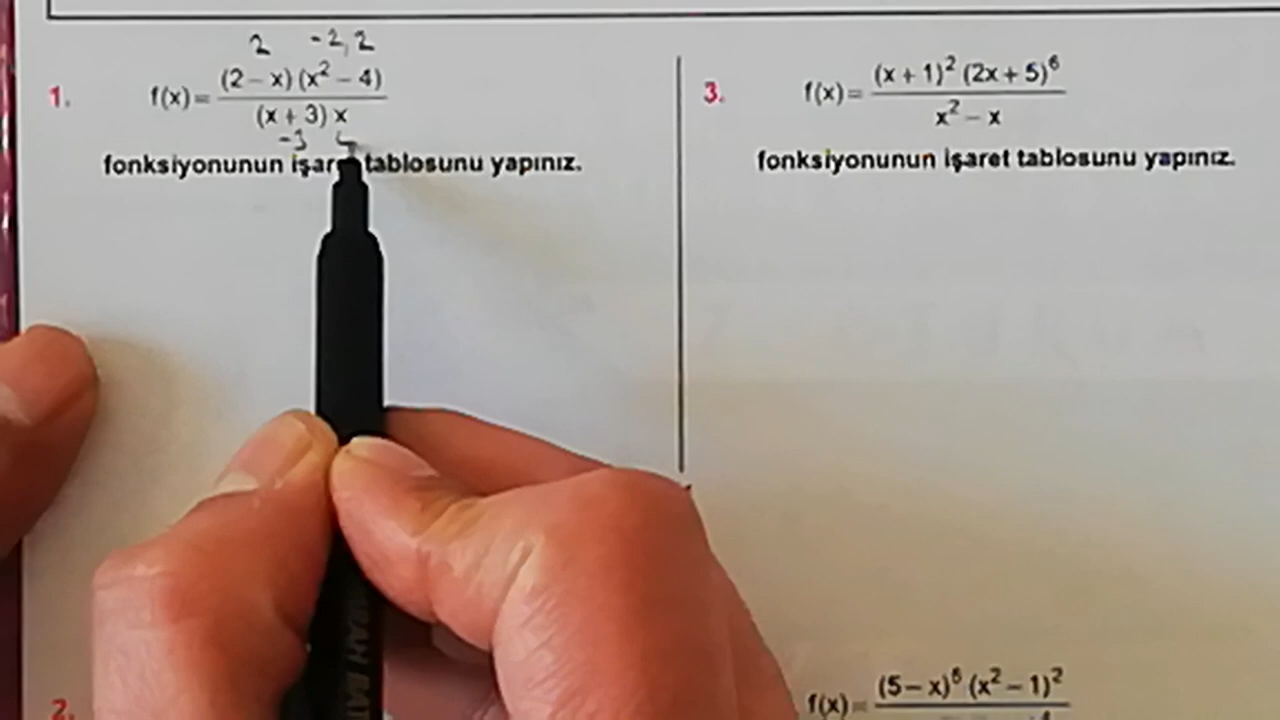 2 -2, 2
1. f(x) = (2 - x) (x² - 4) / (x + 3) x
-3
fonksiyonunun işaret tablosunu yapınız.
3. f(x) = (x + 1)² (2x + 5)⁶ / x² - x
fonksiyonunun işaret tablosunu yapınız.
2.
f(x) = (5 - x)⁶ (x² - 1)²